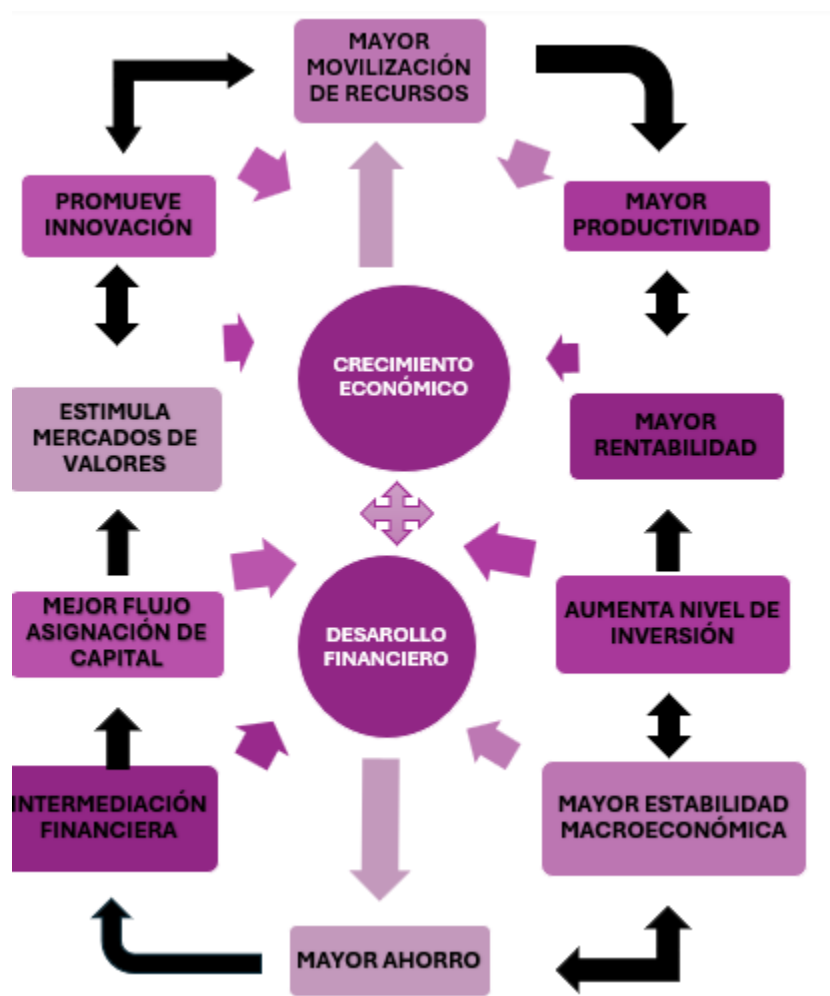 MAYOR
MOVILIZACIÓN
DE RECURSOS
PROMUEVE
INNOVACIÓN
MAYOR
PRODUCTIVIDAD
CRECIMIENTO
ECONÓMICO
ESTIMULA
MERCADOS DE
VALORES
MAYOR
RENTABILIDAD
MEJOR FLUJO
ASIGNACIÓN DE
CAPITAL
DESAROLLO
FINANCIERO
AUMENTA NIVEL DE
INVERSIÓN
INTERMEDIACIÓN
FINANCIERA
MAYOR ESTABILIDAD
MACROECONÓMICA
MAYOR AHORRO